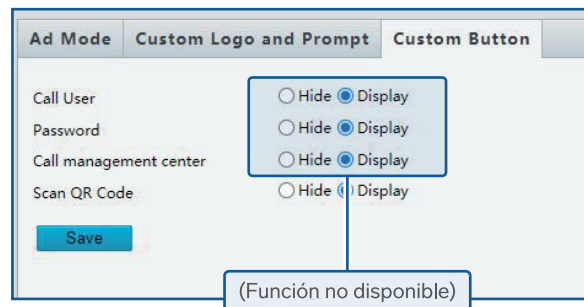 Ad Mode Custom Logo and Prompt Custom Button
Call User Hide Display
Password Hide Display
Call management center Hide Display
Scan QR Code Hide Display
Save
(Función no disponible)